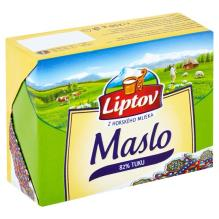 Liptov
Z HORSKÉHO MLIEKA
Maslo
82% TUKU